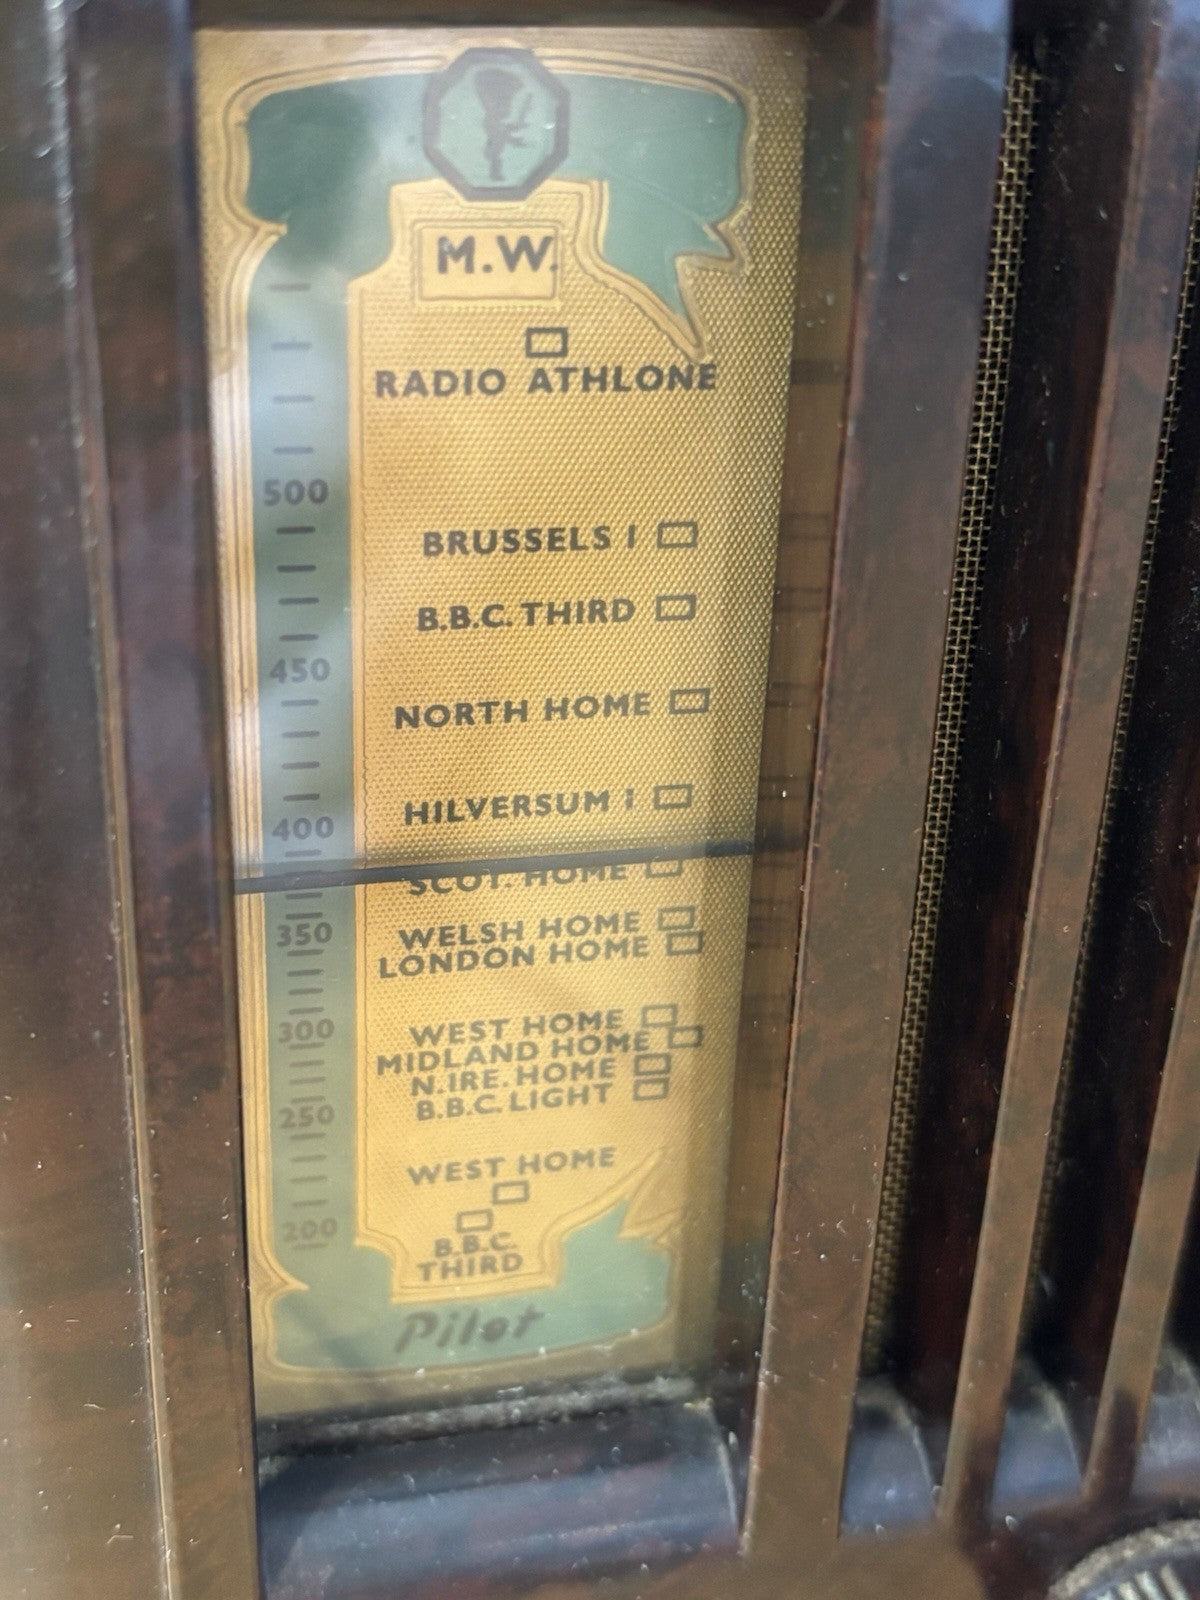 M.W.
RADIO ATHLONE
500
BRUSSELS I
B.B.C. THIRD
450
NORTH HOME
HILVERSUM I
400
SCOT. HOME
350
WELSH HOME
LONDON HOME
300
WEST HOME
MIDLAND HOME
N.IRE. HOME
B.B.C. LIGHT
250
WEST HOME
200
B.B.C.
THIRD
Pilot